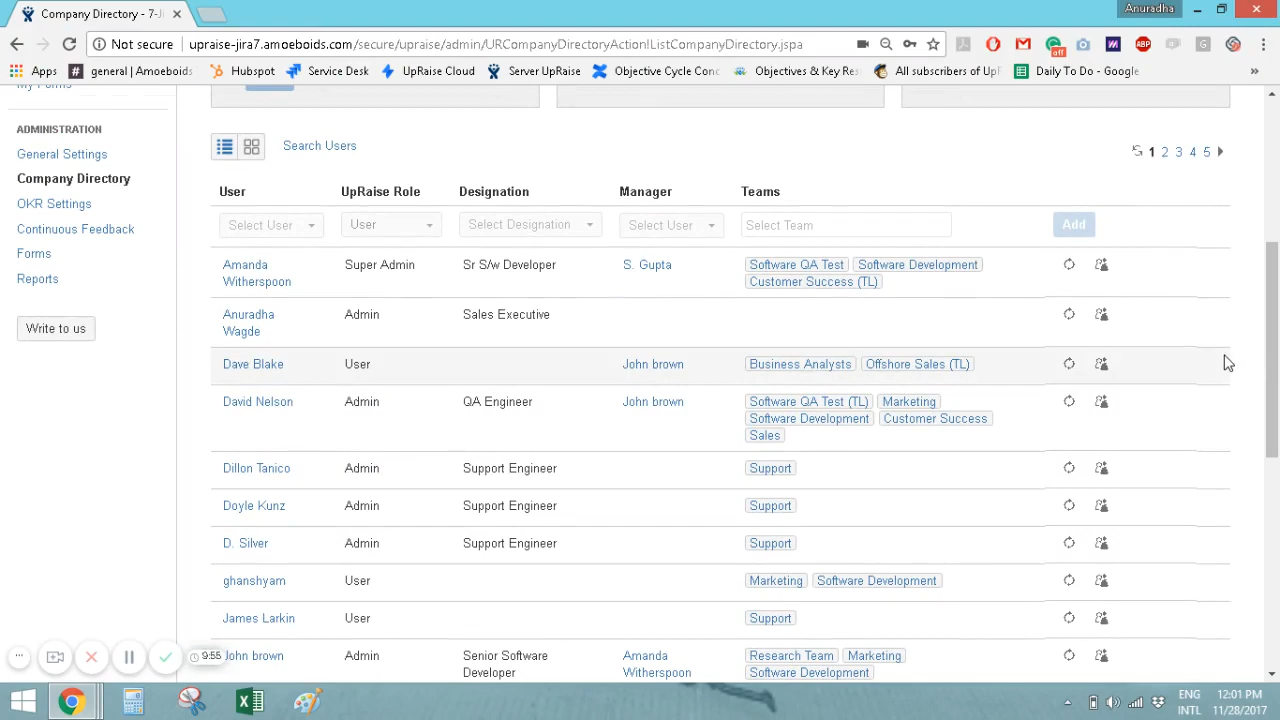 Company Directory - 7-Ji
Anuradha
Not secure upraise-jira7.amoeboids.com/secure/upraise/admin/URCompanyDirectoryAction!ListCompanyDirectory.jspa
Apps general | Amoeboids Hubspot Service Desk UpRaise Cloud Server UpRaise Objective Cycle Conc Objectives & Key Res All subscribers of UpF Daily To Do - Google »
My Forms
ADMINISTRATION
General Settings
Company Directory
OKR Settings
Continuous Feedback
Forms
Reports
Write to us
Search Users
1 2 3 4 5
User UpRaise Role Designation Manager Teams
Select User User Select Designation Select User Select Team Add
Amanda Super Admin Sr S/w Developer S. Gupta Software QA Test Software Development
Witherspoon Customer Success (TL)
Anuradha Admin Sales Executive
Wagde
Dave Blake User John brown Business Analysts Offshore Sales (TL)
David Nelson Admin QA Engineer John brown Software QA Test (TL) Marketing
Software Development Customer Success
Sales
Dillon Tanico Admin Support Engineer Support
Doyle Kunz Admin Support Engineer Support
D. Silver Admin Support Engineer Support
ghanshyam User Marketing Software Development
James Larkin User Support
John brown Admin Senior Software Amanda Research Team Marketing
Developer Witherspoon Software Development
9:55
ENG 12:01 PM
INTL 11/28/2017